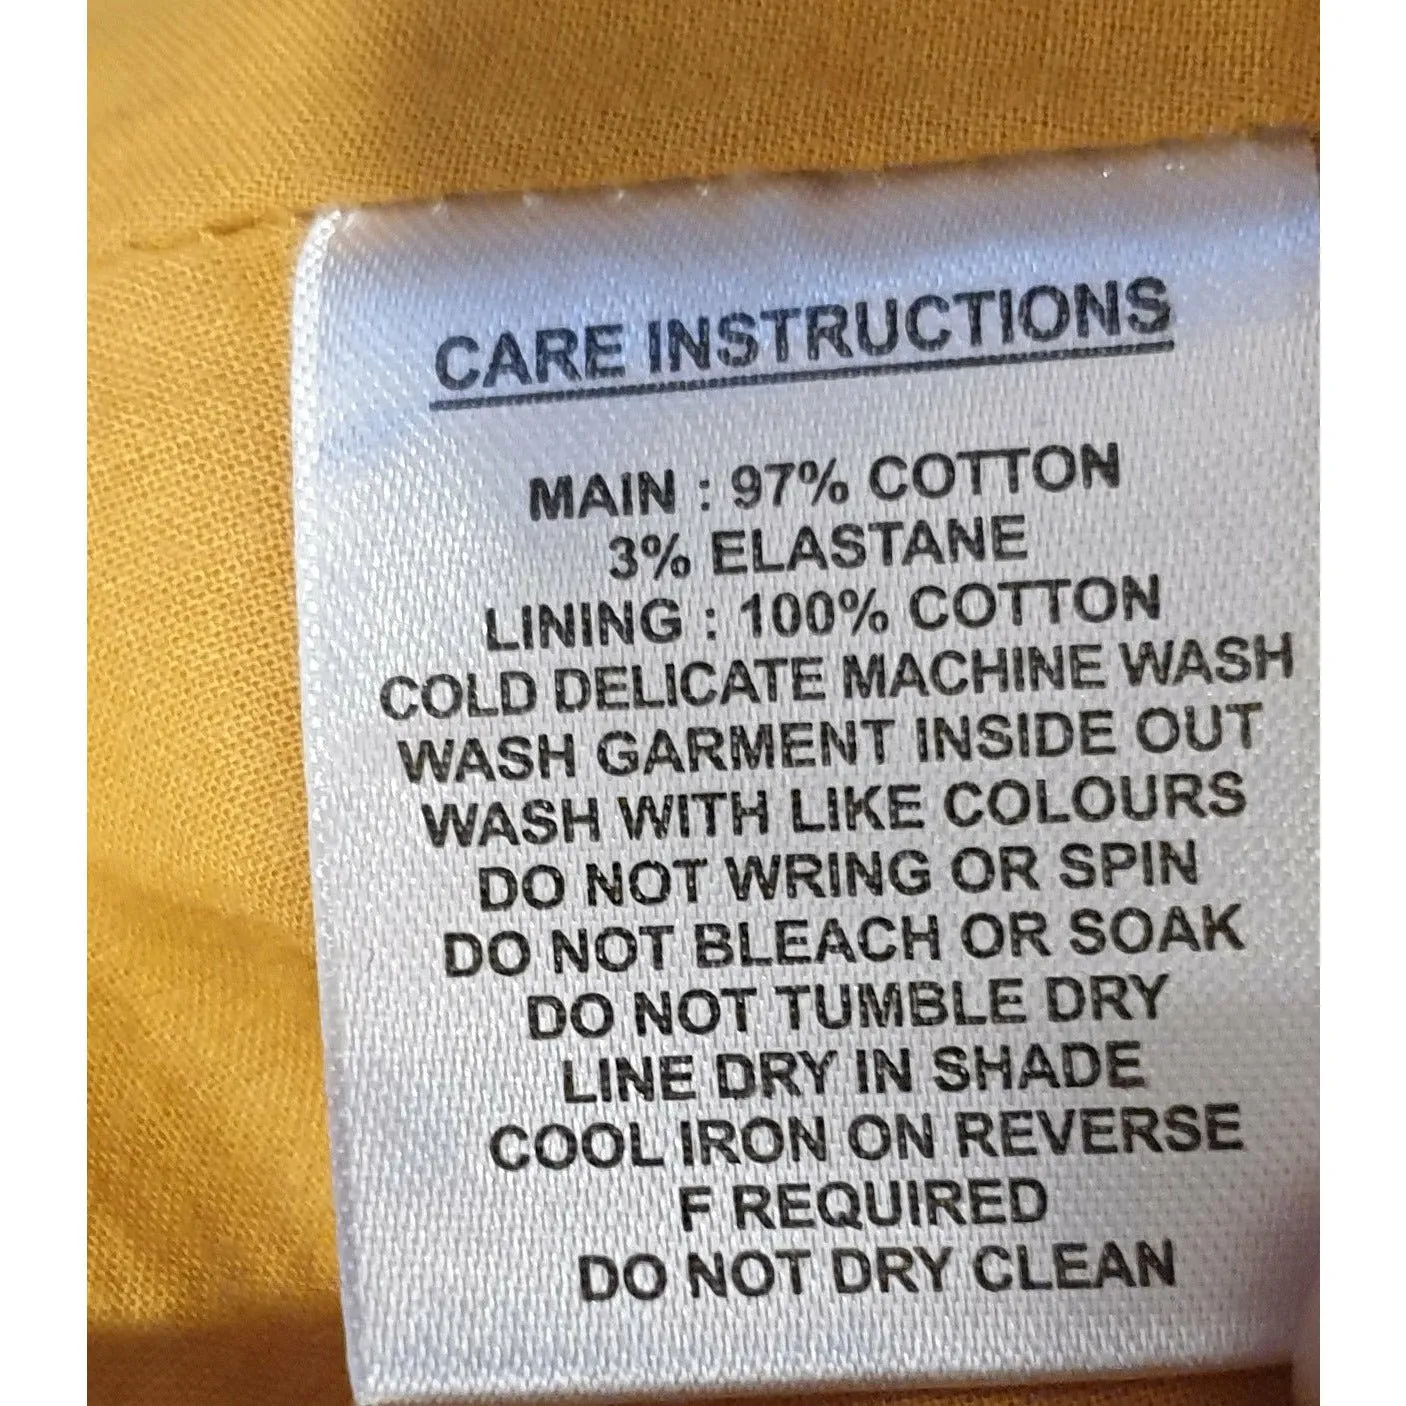 CARE INSTRUCTIONS
MAIN : 97% COTTON
3% ELASTANE
LINING : 100% COTTON
COLD DELICATE MACHINE WASH
WASH GARMENT INSIDE OUT
WASH WITH LIKE COLOURS
DO NOT WRING OR SPIN
DO NOT BLEACH OR SOAK
DO NOT TUMBLE DRY
LINE DRY IN SHADE
COOL IRON ON REVERSE
F REQUIRED
DO NOT DRY CLEAN